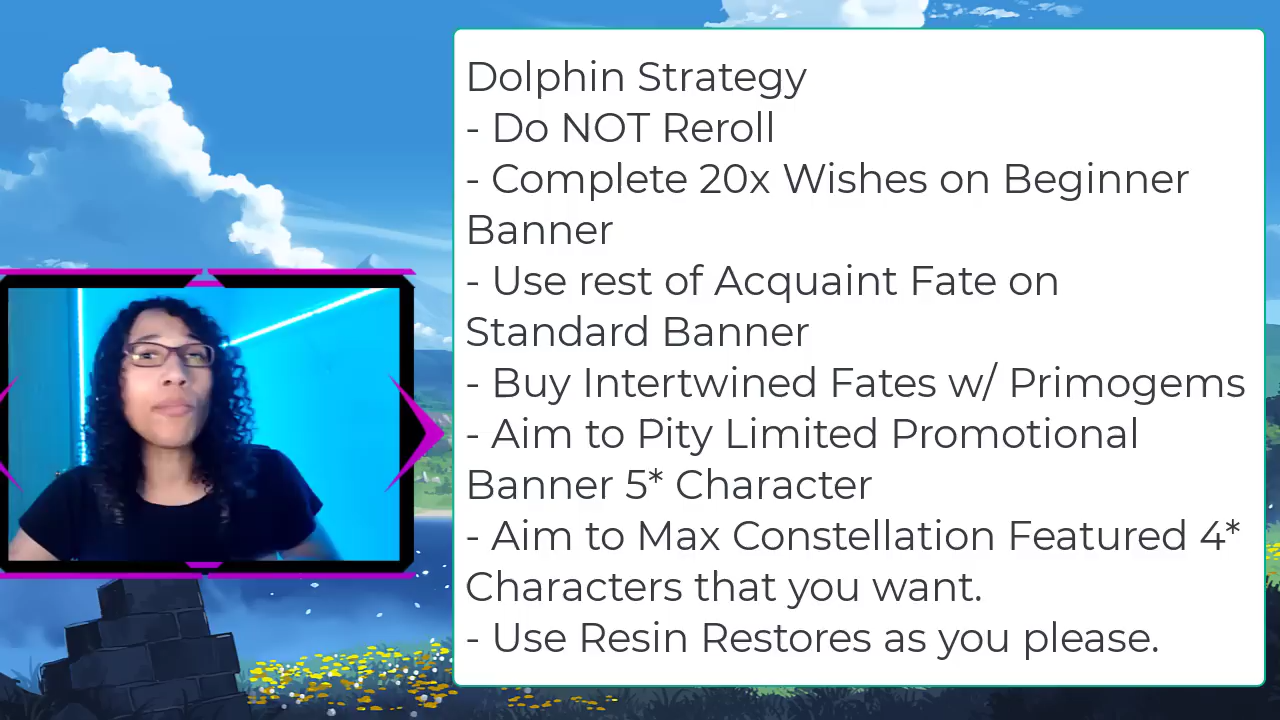 Dolphin Strategy
- Do NOT Reroll
- Complete 20x Wishes on Beginner
Banner
- Use rest of Acquaint Fate on
Standard Banner
- Buy Intertwined Fates w/ Primogems
- Aim to Pity Limited Promotional
Banner 5* Character
- Aim to Max Constellation Featured 4*
Characters that you want.
- Use Resin Restores as you please.